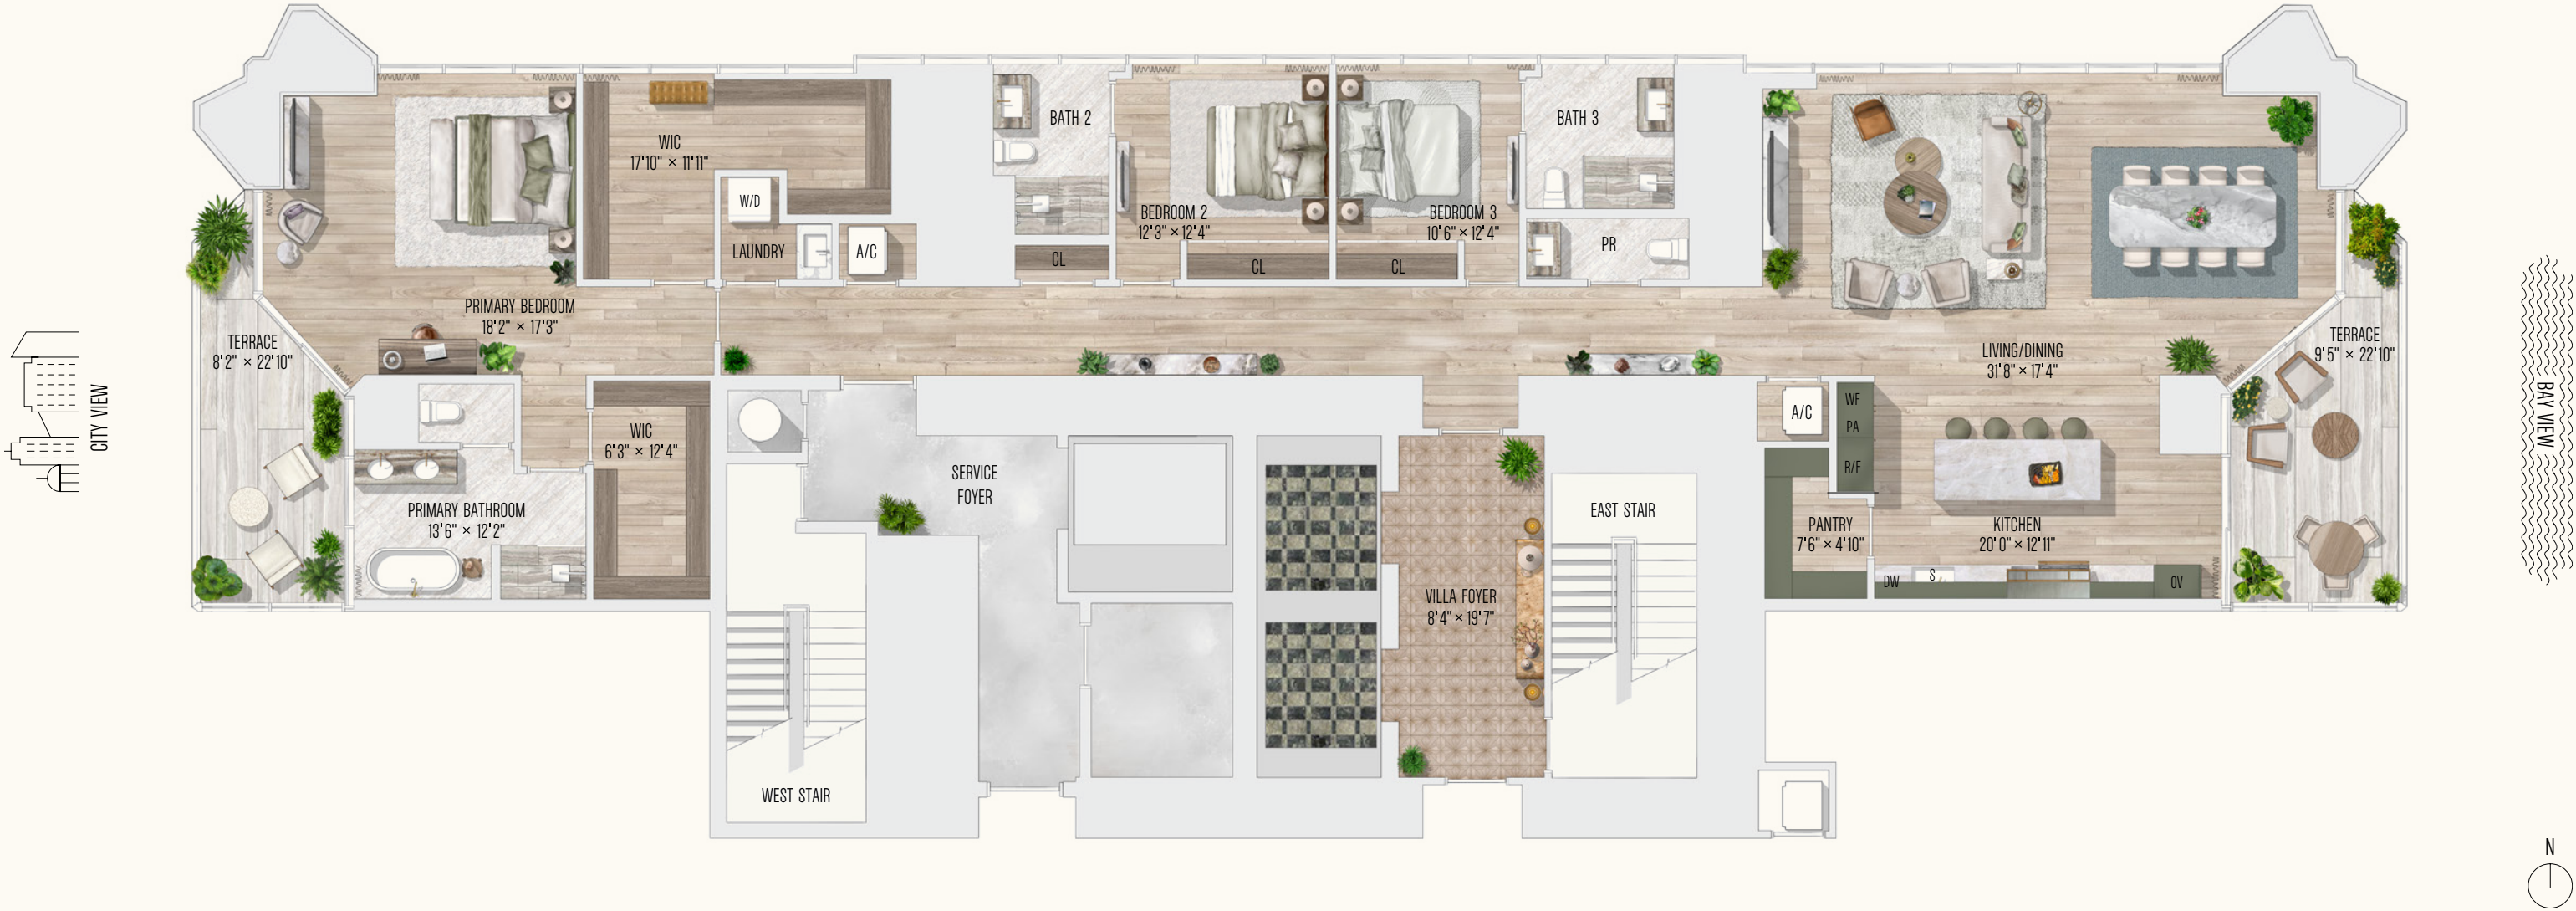 CITY VIEW
TERRACE
8'2" × 22'10"
PRIMARY BEDROOM
18'2" × 17'3"
WIC
17'10" × 11'11"
W/D
LAUNDRY
A/C
BATH 2
CL
BEDROOM 2
12'3" × 12'4"
CL
BEDROOM 3
10'6" × 12'4"
CL
BATH 3
PR
LIVING/DINING
31'8" × 17'4"
TERRACE
9'5" × 22'10"
BAY VIEW
PRIMARY BATHROOM
13'6" × 12'2"
WIC
6'3" × 12'4"
SERVICE
FOYER
WEST STAIR
VILLA FOYER
8'4" × 19'7"
EAST STAIR
A/C
WF
PA
R/F
PANTRY
7'6" × 4'10"
KITCHEN
20'0" × 12'11"
DW
S
OV
N